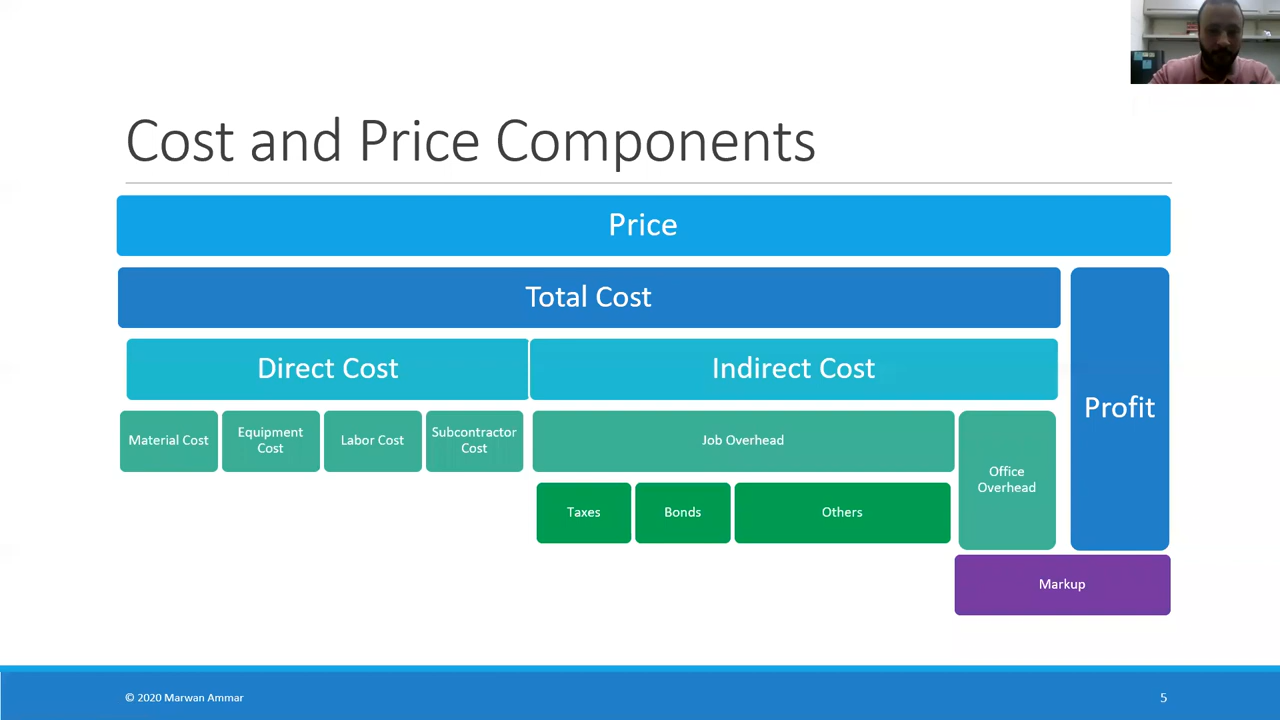 Cost and Price Components
Price
Total Cost
Profit
Direct Cost
Indirect Cost
Material Cost
Equipment
Cost
Labor Cost
Subcontractor
Cost
Job Overhead
Office
Overhead
Taxes
Bonds
Others
Markup
© 2020 Marwan Ammar
5